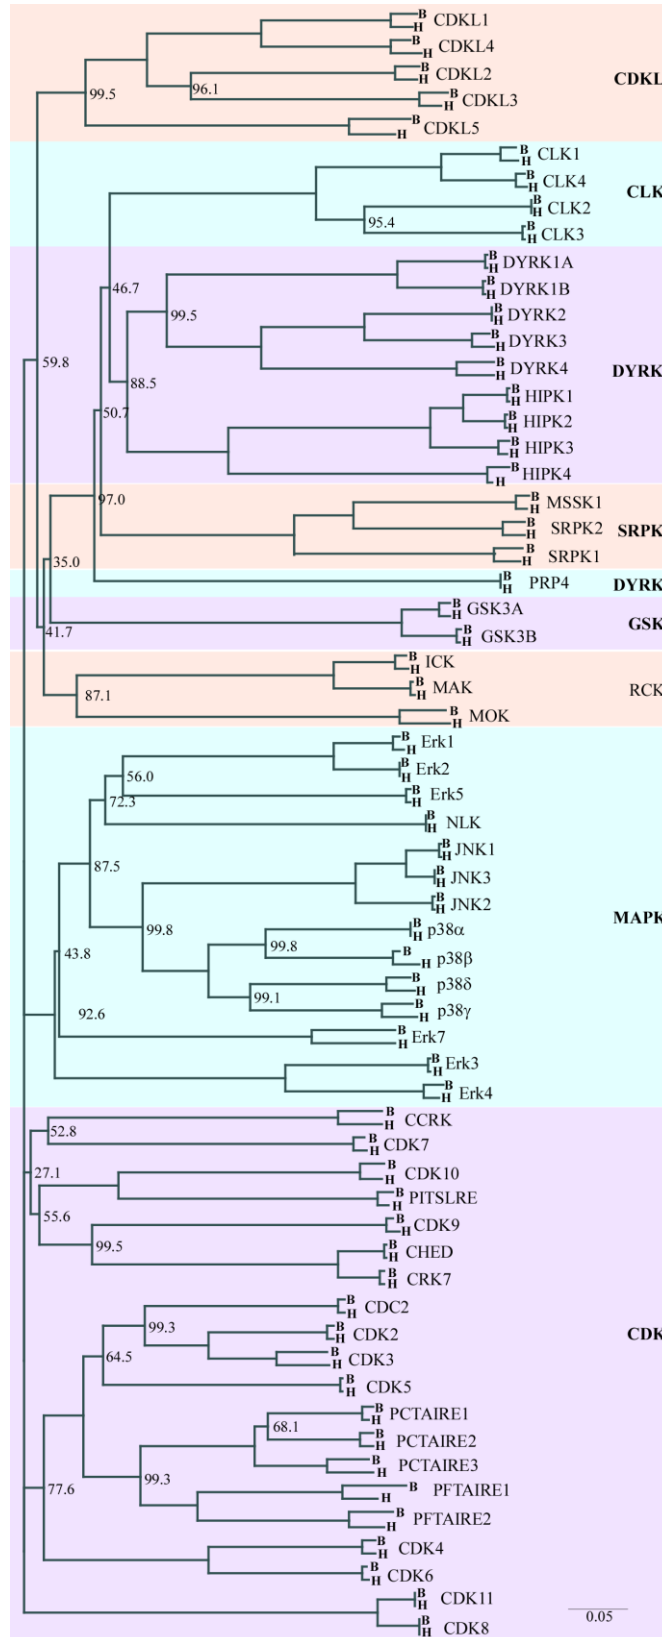 B
H CDKL1
B
H CDKL4
B
H CDKL2
96.1
B
H CDKL3
99.5
B
H CDKL5
CDKL
B
H CLK1
B
H CLK4
B
H CLK2
95.4
B
H CLK3
CLK
B
H DYRK1A
46.7
B
H DYRK1B
99.5
B
H DYRK2
B
H DYRK3
59.8
B
H DYRK4
DYRK
88.5
B
H HIPK1
50.7
B
H HIPK2
B
H HIPK3
B
H HIPK4
97.0
B
H MSSK1
B
H SRPK2
SRPK
B
H SRPK1
35.0
B
H PRP4
DYRK
B
H GSK3A
41.7
B
H GSK3B
GSK
B
H ICK
B
H MAK
RCK
87.1
B
H MOK
B
H Erk1
B
H Erk2
56.0
B
H Erk5
72.3
B
H NLK
B
H JNK1
87.5
B
H JNK3
B
H JNK2
MAPK
99.8
B
H p38α
99.8
43.8
B
H p38β
B
H p38δ
99.1
B
H p38γ
92.6
B
H Erk7
B
H Erk3
B
H Erk4
B
H CCRK
52.8
B
H CDK7
27.1
B
H CDK10
B
H PITSLRE
55.6
B
H CDK9
99.5
B
H CHED
B
H CRK7
B
H CDC2
99.3
B
H CDK2
CDK
64.5
B
H CDK3
B
H CDK5
B
H PCTAIRE1
68.1
B
H PCTAIRE2
B
H PCTAIRE3
99.3
77.6
B
H PFTAIRE1
B
H PFTAIRE2
B
H CDK4
B
H CDK6
B
H CDK11
B
H CDK8
0.05